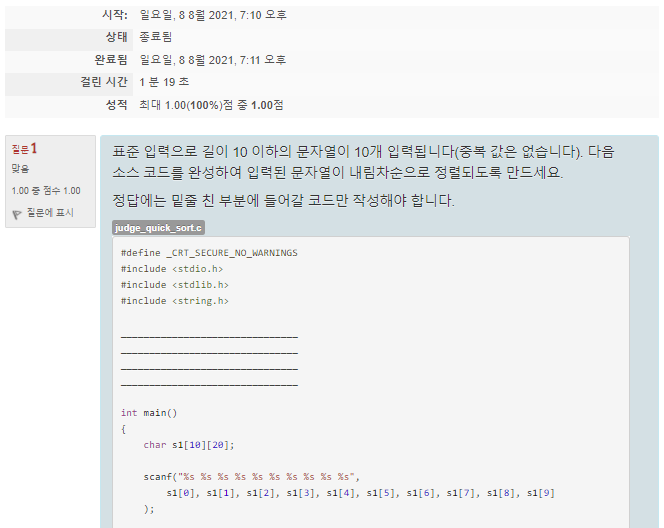 시작: 일요일, 8 8월 2021, 7:10 오후
상태 종료됨
완료됨 일요일, 8 8월 2021, 7:11 오후
걸린 시간 1 분 19 초
성적 최대 1.00(100%)점 중 1.00점
질문1
맞음
1.00 중 점수 1.00
질문에 표시
표준 입력으로 길이 10 이하의 문자열이 10개 입력됩니다(중복 값은 없습니다). 다음
소스 코드를 완성하여 입력된 문자열이 내림차순으로 정렬되도록 만드세요.
정답에는 밑줄 친 부분에 들어갈 코드만 작성해야 합니다.
judge_quick_sort.c
#define _CRT_SECURE_NO_WARNINGS
#include <stdio.h>
#include <stdlib.h>
#include <string.h>
_______________________________
_______________________________
_______________________________
_______________________________
int main()
{
char s1[10][20];
scanf("%s %s %s %s %s %s %s %s %s %s",
s1[0], s1[1], s1[2], s1[3], s1[4], s1[5], s1[6], s1[7], s1[8], s1[9]
);